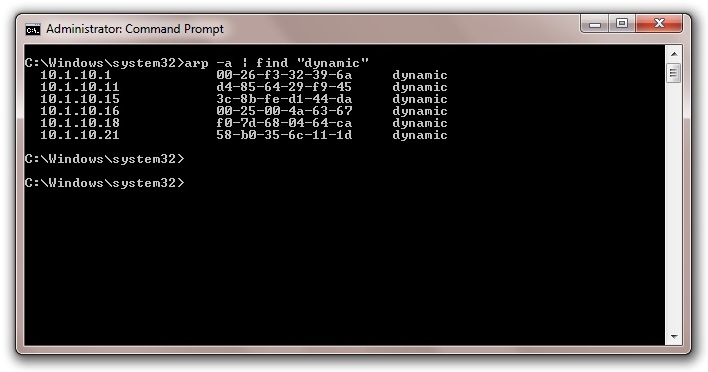 Administrator: Command Prompt
C:\Windows\system32>arp -a | find "dynamic"
10.1.10.1 00-26-f3-32-39-6a dynamic
10.1.10.11 d4-85-64-29-f9-45 dynamic
10.1.10.15 3c-8b-fe-d1-44-da dynamic
10.1.10.16 00-25-00-4a-63-67 dynamic
10.1.10.18 f0-7d-68-04-64-ca dynamic
10.1.10.21 58-b0-35-6c-11-1d dynamic
C:\Windows\system32>
C:\Windows\system32>